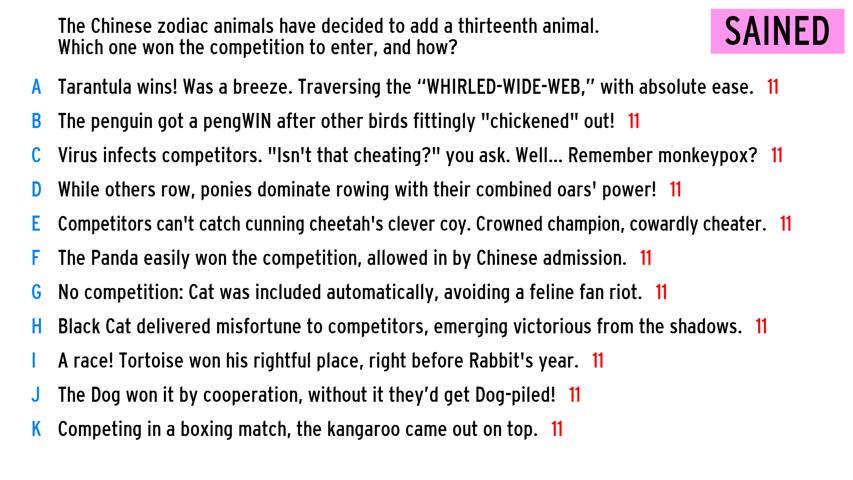 The Chinese zodiac animals have decided to add a thirteenth animal.
Which one won the competition to enter, and how?
SAINED
A Tarantula wins! Was a breeze. Traversing the “WHIRLED-WIDE-WEB,” with absolute ease. 11
B The penguin got a pengWIN after other birds fittingly "chickened" out! 11
C Virus infects competitors. "Isn't that cheating?" you ask. Well... Remember monkeypox? 11
D While others row, ponies dominate rowing with their combined oars' power! 11
E Competitors can't catch cunning cheetah's clever coy. Crowned champion, cowardly cheater. 11
F The Panda easily won the competition, allowed in by Chinese admission. 11
G No competition: Cat was included automatically, avoiding a feline fan riot. 11
H Black Cat delivered misfortune to competitors, emerging victorious from the shadows. 11
I A race! Tortoise won his rightful place, right before Rabbit's year. 11
J The Dog won it by cooperation, without it they’d get Dog-piled! 11
K Competing in a boxing match, the kangaroo came out on top. 11